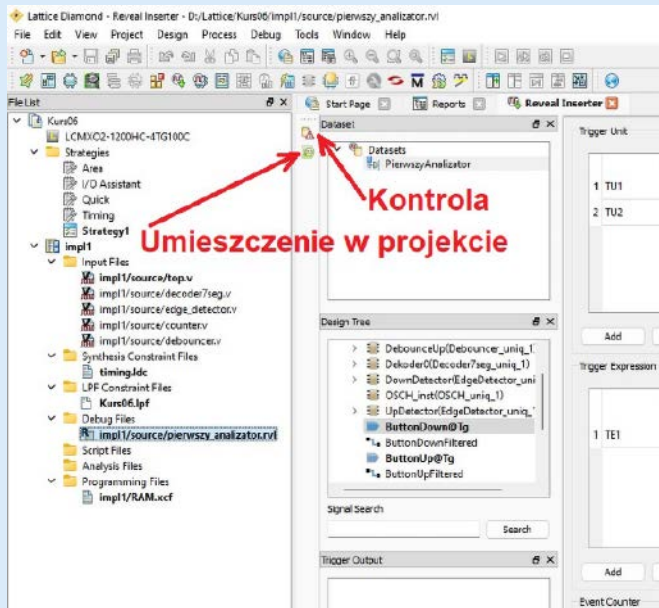 Lattice Diamond - Reveal Inserter - D:/Lattice/Kurs06/impl1/source/pierwszy_analizator.rvl
File Edit View Project Design Process Debug Tools Window Help
File List
Start Page Reports Reveal Inserter
Kurs06
LCMXO2-1200HC-4TG100C
Strategies
Area
I/O Assistant
Quick
Timing
Strategy1
impl1
Input Files
impl1/source/top.v
impl1/source/decoder7seg.v
impl1/source/edge_detector.v
impl1/source/counter.v
impl1/source/debouncer.v
Synthesis Constraint Files
timing.ldc
LPF Constraint Files
Kurs06.lpf
Debug Files
impl1/source/pierwszy_analizator.rvl
Script Files
Analysis Files
Programming Files
impl1/RAM.xcf
Dataset
Datasets
PierwszyAnalizator
Kontrola
Umieszczenie w projekcie
Design Tree
DebounceUp(Debouncer_uniq_1)
Dekoder0(Decoder7seg_uniq_1)
DownDetector(EdgeDetector_uni
OSCH_inst(OSCH_uniq_1)
UpDetector(EdgeDetector_uniq_
ButtonDown@Tg
ButtonDownFiltered
ButtonUp@Tg
ButtonUpFiltered
Signal Search
Search
Trigger Output
Trigger Unit
1 TU1
2 TU2
Add
Trigger Expression
1 TE1
Add
Event Counter